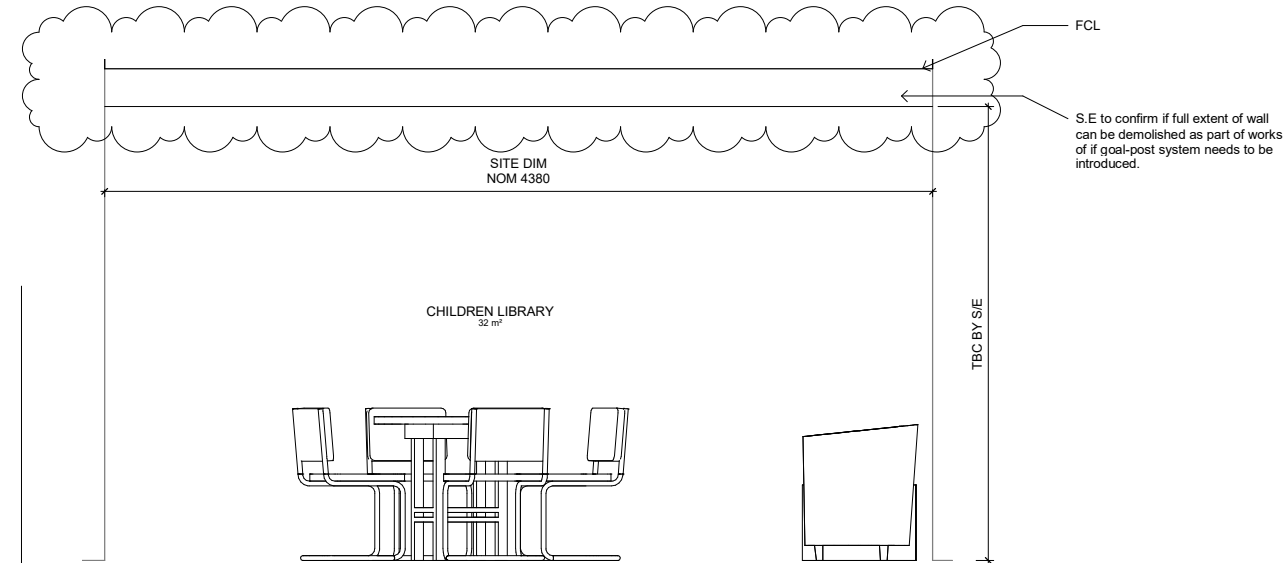 FCL
S.E to confirm if full extent of wall
can be demolished as part of works
of if goal-post system needs to be
introduced.
SITE DIM
NOM 4380
CHILDREN LIBRARY
32 m²
TBC BY S/E